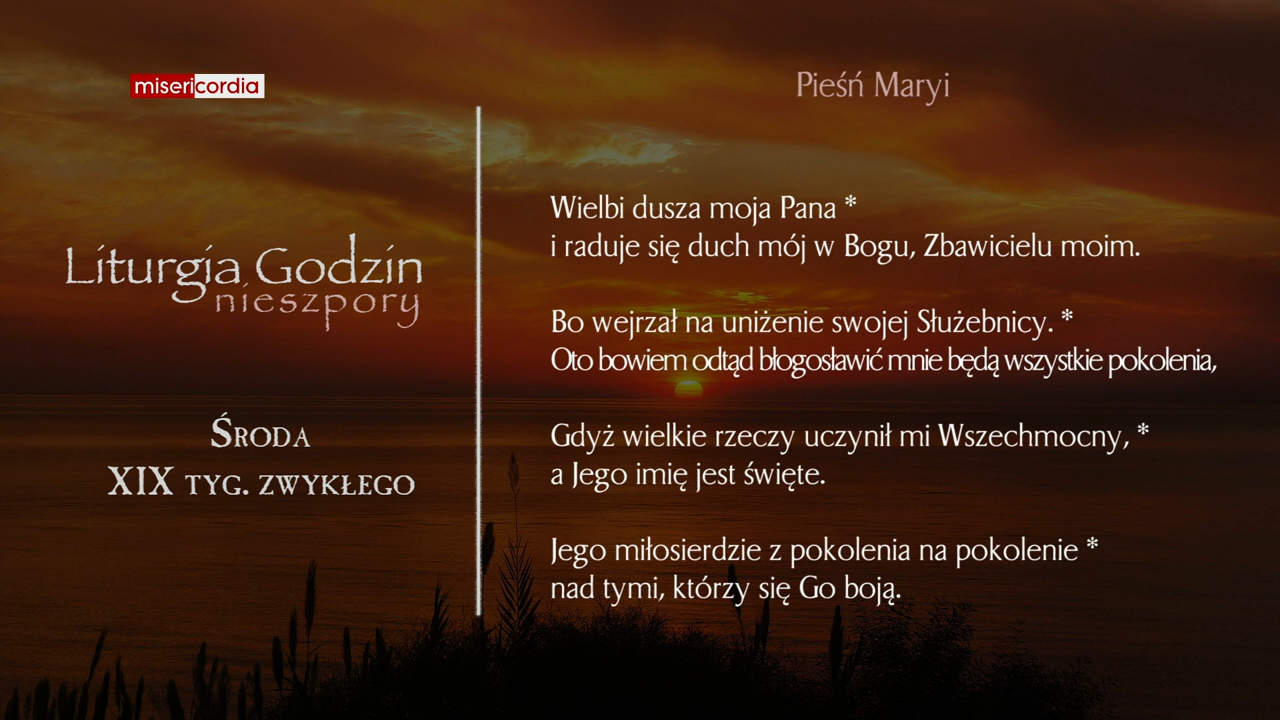 misericordia
Liturgia Godzin
nieszpory
Środa
XIX tyg. zwykłego
Pieśń Maryi
Wielbi dusza moja Pana *
i raduje się duch mój w Bogu, Zbawicielu moim.
Bo wejrzał na uniżenie swojej Służebnicy. *
Oto bowiem odtąd błogosławić mnie będą wszystkie pokolenia,
Gdyż wielkie rzeczy uczynił mi Wszechmocny, *
a Jego imię jest święte.
Jego miłosierdzie z pokolenia na pokolenie *
nad tymi, którzy się Go boją.